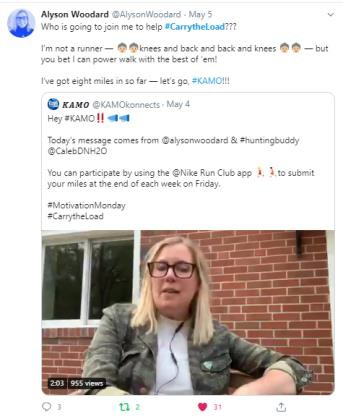 Alyson Woodard @AlysonWoodard · May 5
Who is going to join me to help #CarrytheLoad???
I'm not a runner — 👵👵knees and back and back and knees 👵👵 — but
you bet I can power walk with the best of 'em!
I've got eight miles in so far — let's go, #KAMO!!!
KAMO @KAMOkonnects · May 4
Hey #KAMO‼️ 📣📣
Today's message comes from @alysonwoodard & #huntingbuddy
@CalebDNH2O
You can participate by using the @Nike Run Club app 🏃🏃to submit
your miles at the end of each week on Friday.
#MotivationMonday
#CarrytheLoad
2:03 955 views
3 2 31